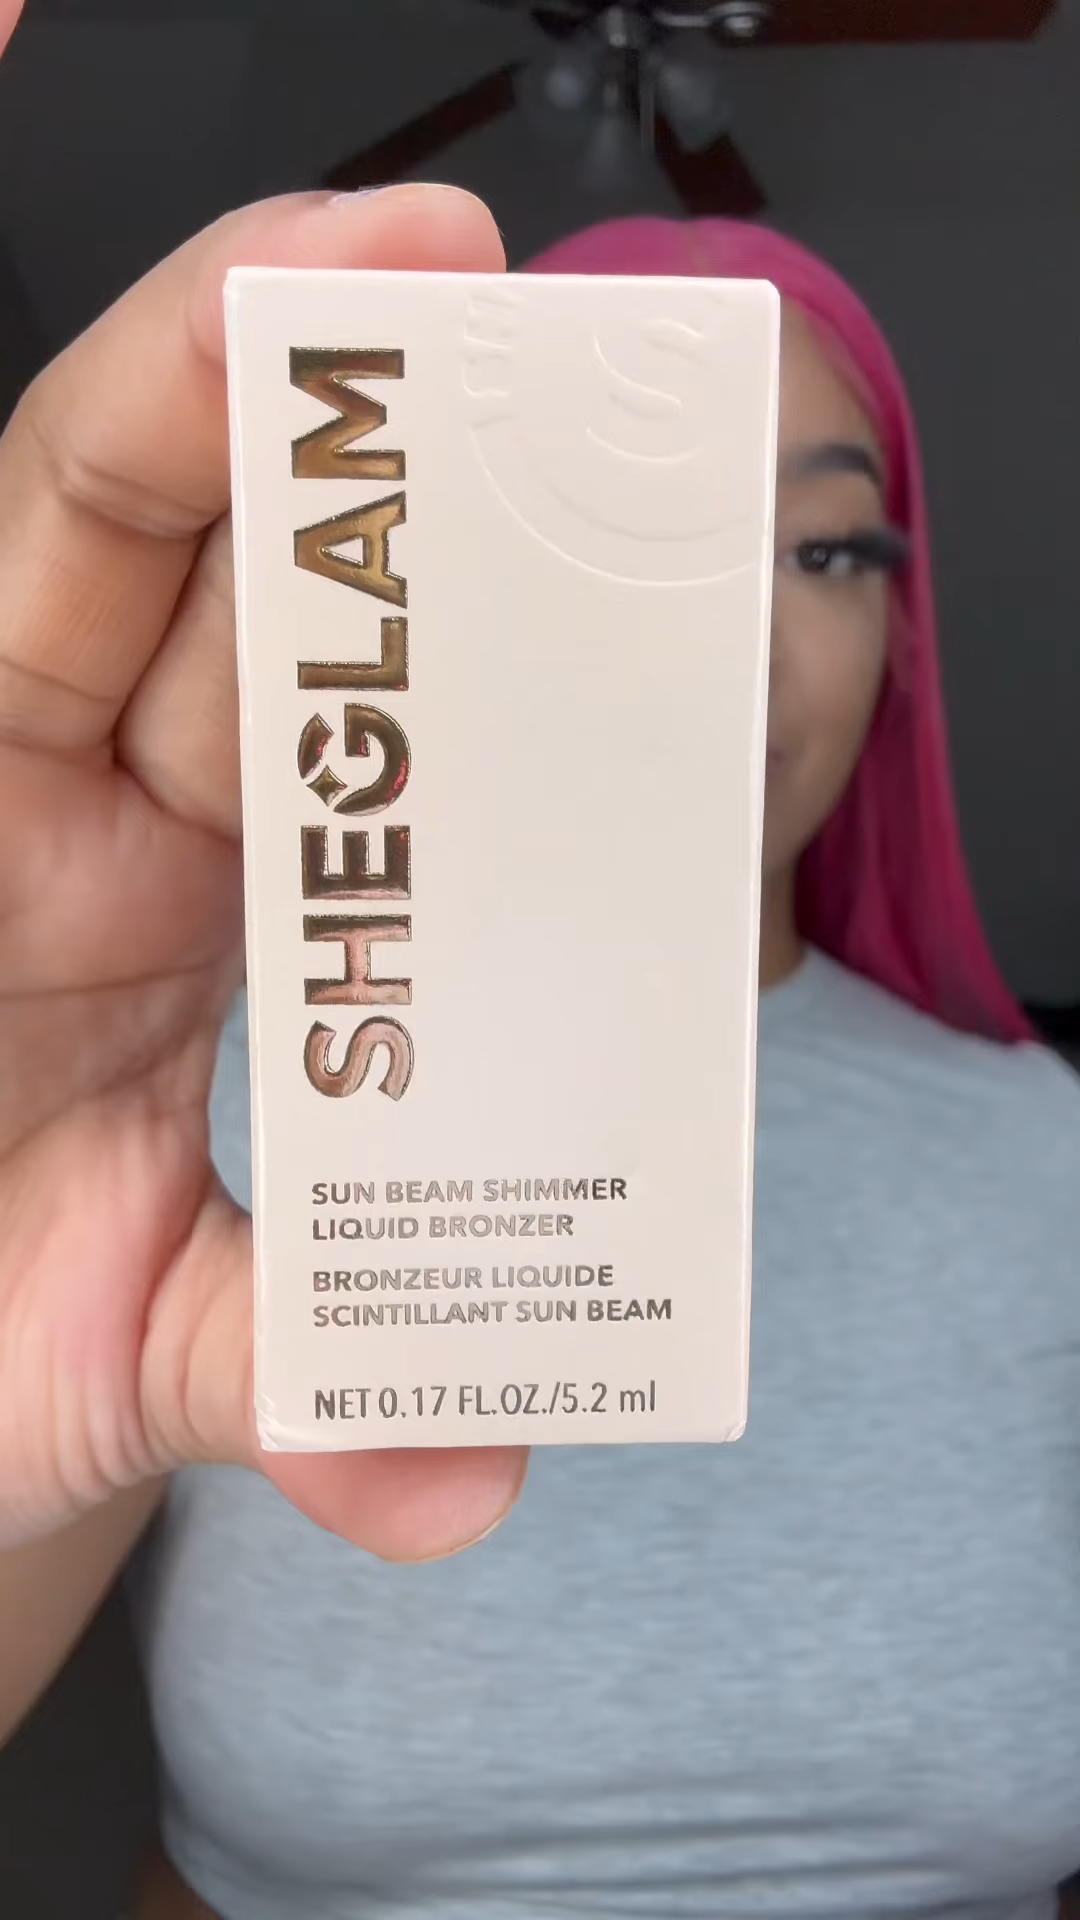 SHEGLAM
S
SUN BEAM SHIMMER
LIQUID BRONZER
BRONZEUR LIQUIDE
SCINTILLANT SUN BEAM
NET 0.17 FL.OZ./5.2 ml